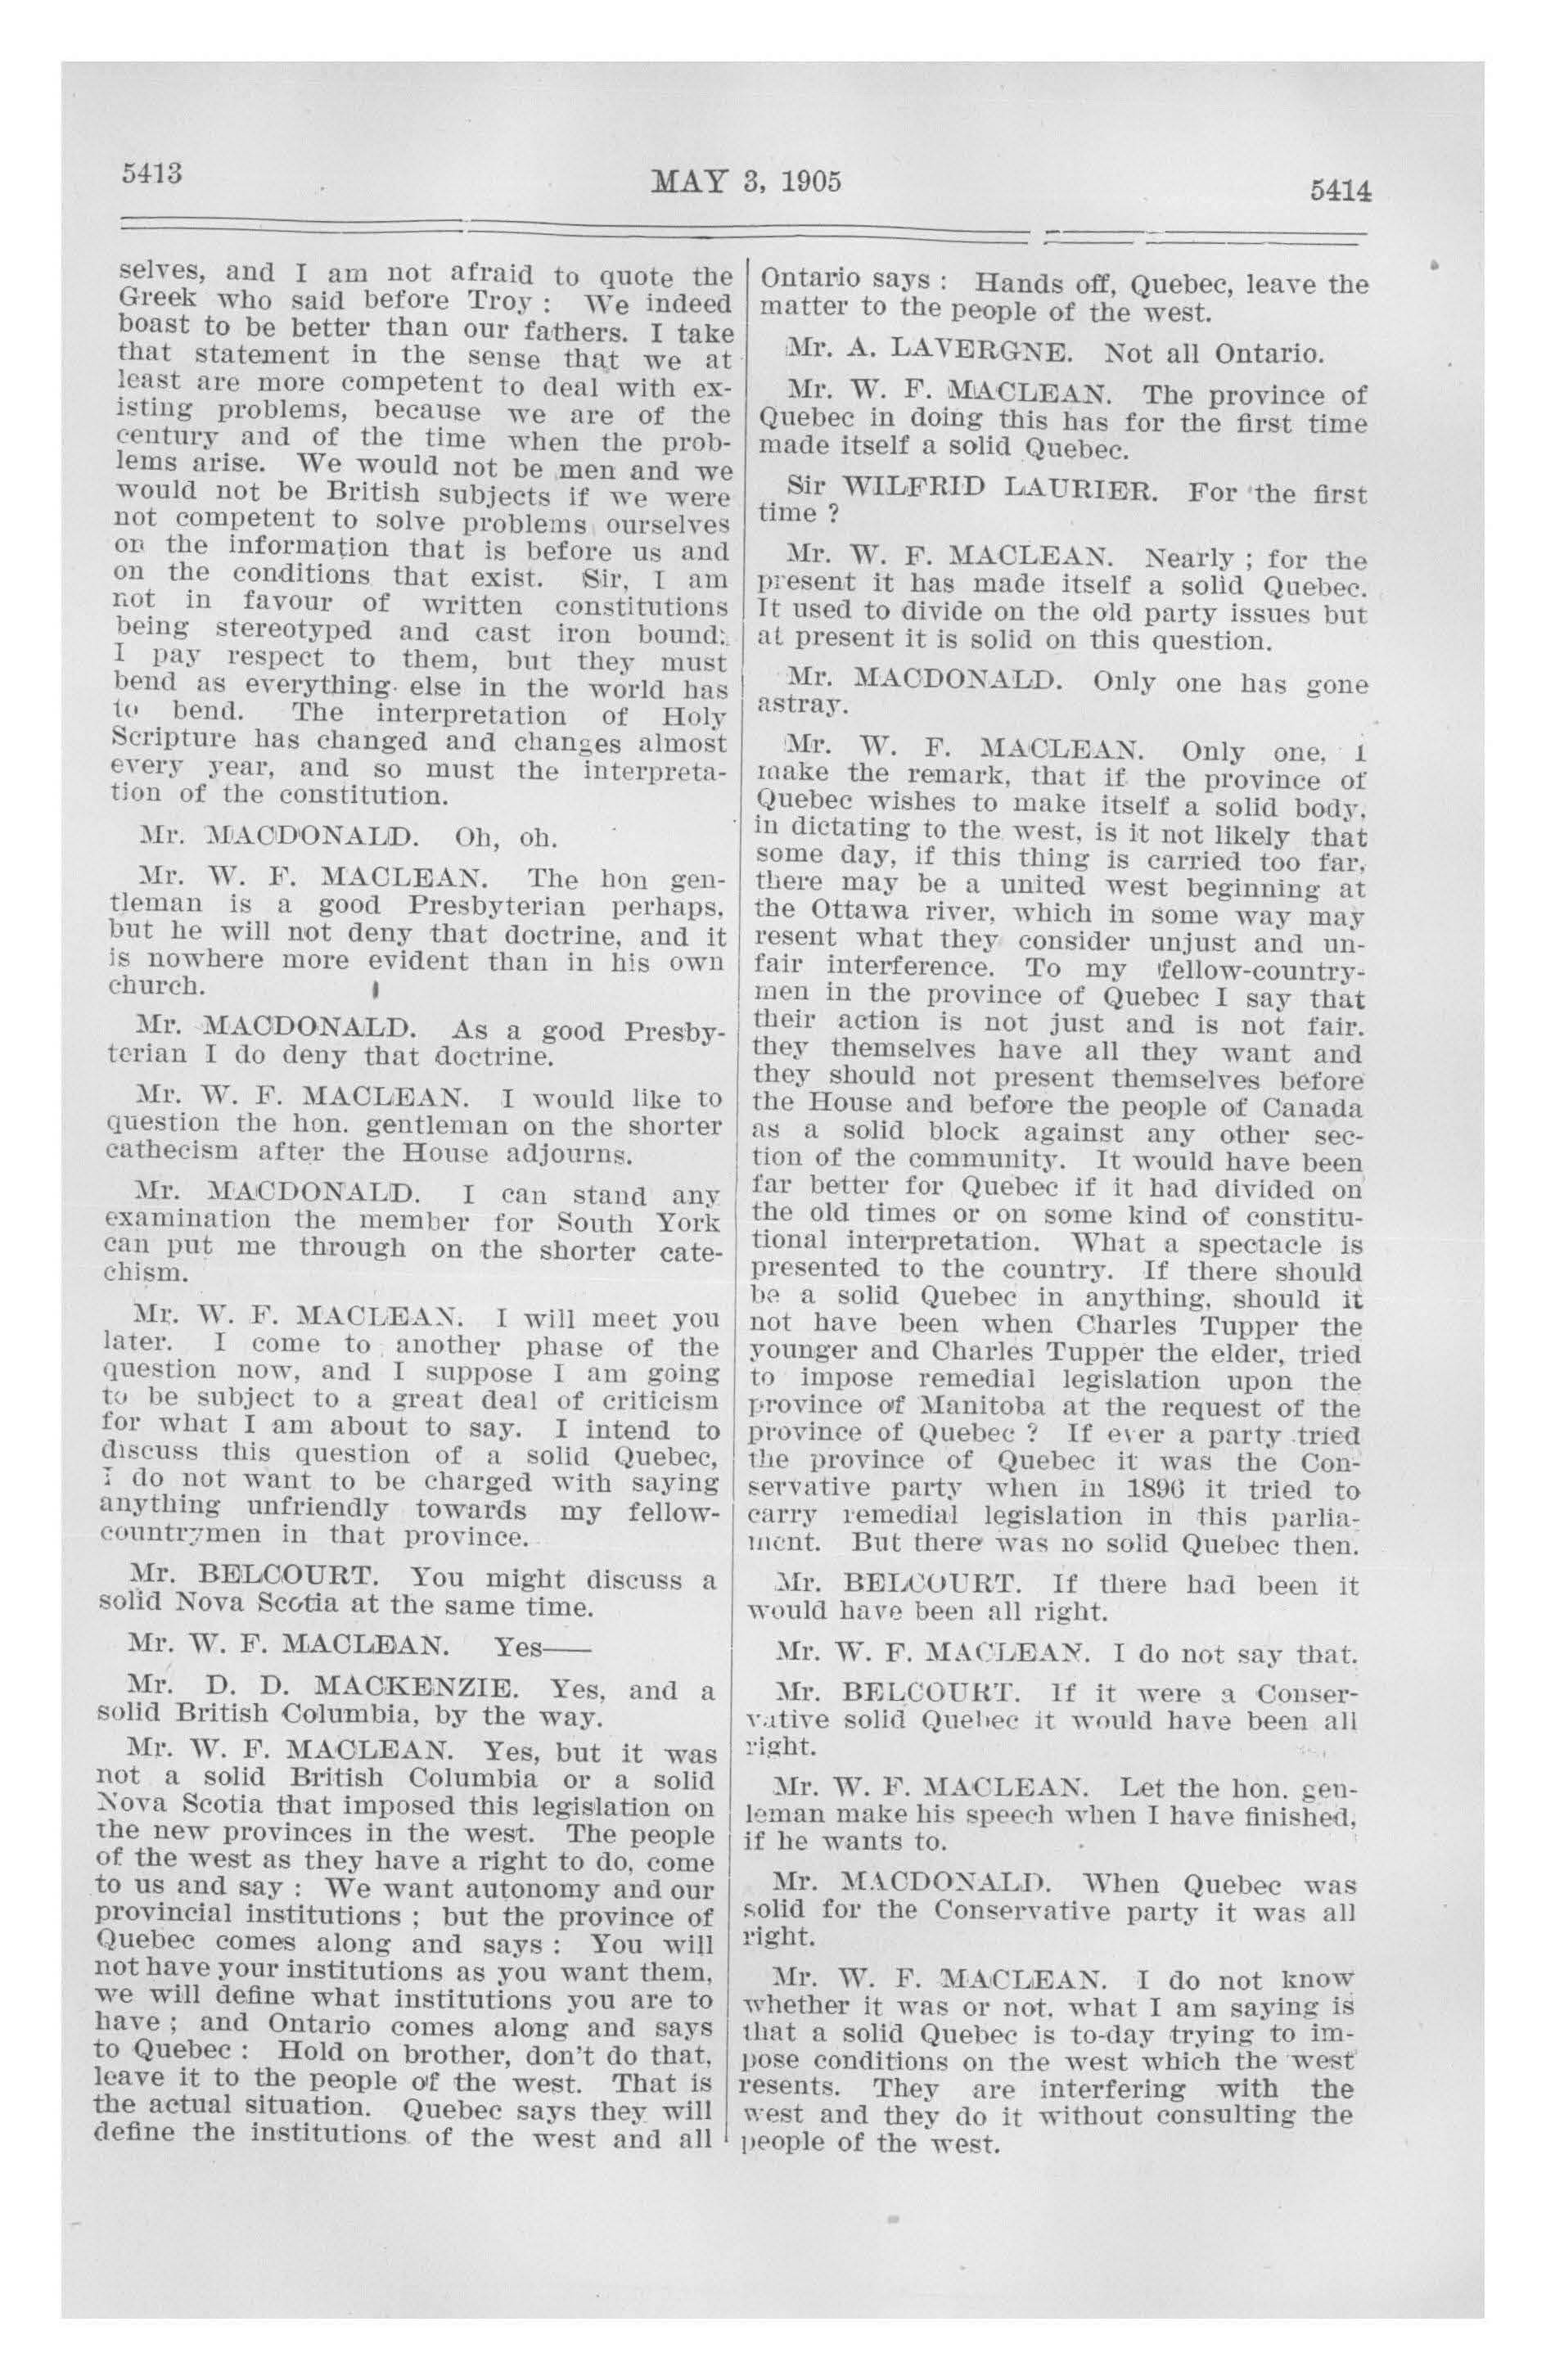 5413
MAY 3, 1905
5414
selves, and I am not afraid to quote the
Greek who said before Troy : We indeed
boast to be better than our fathers. I take
that statement in the sense that we at
least are more competent to deal with ex-
isting problems, because we are of the
century and of the time when the prob-
lems arise. We would not be men and we
would not be British subjects if we were
not competent to solve problems ourselves
on the information that is before us and
on the conditions that exist. Sir, I am
not in favour of written constitutions
being stereotyped and cast iron bound:
I pay respect to them, but they must
bend as everything else in the world has
to bend. The interpretation of Holy
Scripture has changed and changes almost
every year, and so must the interpreta-
tion of the constitution.
Mr. MACDONALD. Oh, oh.
Mr. W. F. MACLEAN. The hon gen-
tleman is a good Presbyterian perhaps,
but he will not deny that doctrine, and it
is nowhere more evident than in his own
church.
Mr. MACDONALD. As a good Presby-
terian I do deny that doctrine.
Mr. W. F. MACLEAN. I would like to
question the hon. gentleman on the shorter
cathecism after the House adjourns.
Mr. MACDONALD. I can stand any
examination the member for South York
can put me through on the shorter cate-
chism.
Mr. W. F. MACLEAN. I will meet you
later. I come to another phase of the
question now, and I suppose I am going
to be subject to a great deal of criticism
for what I am about to say. I intend to
discuss this question of a solid Quebec,
I do not want to be charged with saying
anything unfriendly towards my fellow-
countrymen in that province.
Mr. BELCOURT. You might discuss a
solid Nova Scotia at the same time.
Mr. W. F. MACLEAN. Yes——
Mr. D. D. MACKENZIE. Yes, and a
solid British Columbia, by the way.
Mr. W. F. MACLEAN. Yes, but it was
not a solid British Columbia or a solid
Nova Scotia that imposed this legislation on
the new provinces in the west. The people
of the west as they have a right to do, come
to us and say : We want autonomy and our
provincial institutions ; but the province of
Quebec comes along and says : You will
not have your institutions as you want them,
we will define what institutions you are to
have ; and Ontario comes along and says
to Quebec : Hold on brother, don't do that,
leave it to the people of the west. That is
the actual situation. Quebec says they will
define the institutions of the west and all
Ontario says : Hands off, Quebec, leave the
matter to the people of the west.
Mr. A. LAVERGNE. Not all Ontario.
Mr. W. F. MACLEAN. The province of
Quebec in doing this has for the first time
made itself a solid Quebec.
Sir WILFRID LAURIER. For the first
time ?
Mr. W. F. MACLEAN. Nearly ; for the
present it has made itself a solid Quebec.
It used to divide on the old party issues but
at present it is solid on this question.
Mr. MACDONALD. Only one has gone
astray.
Mr. W. F. MACLEAN. Only one, I
make the remark, that if the province of
Quebec wishes to make itself a solid body,
in dictating to the west, is it not likely that
some day, if this thing is carried too far,
there may be a united west beginning at
the Ottawa river, which in some way may
resent what they consider unjust and un-
fair interference. To my fellow-country-
men in the province of Quebec I say that
their action is not just and is not fair.
they themselves have all they want and
they should not present themselves before
the House and before the people of Canada
as a solid block against any other sec-
tion of the community. It would have been
far better for Quebec if it had divided on
the old times or on some kind of constitu-
tional interpretation. What a spectacle is
presented to the country. If there should
be a solid Quebec in anything, should it
not have been when Charles Tupper the
younger and Charles Tupper the elder, tried
to impose remedial legislation upon the
province of Manitoba at the request of the
province of Quebec ? If ever a party tried
the province of Quebec it was the Con-
servative party when in 1896 it tried to
carry remedial legislation in this parlia-
ment. But there was no solid Quebec then.
Mr. BELCOURT. If there had been it
would have been all right.
Mr. W. F. MACLEAN. I do not say that.
Mr. BELCOURT. If it were a Conser-
vative solid Quebec it would have been all
right.
Mr. W. F. MACLEAN. Let the hon. gen-
leman make his speech when I have finished,
if he wants to.
Mr. MACDONALD. When Quebec was
solid for the Conservative party it was all
right.
Mr. W. F. MACLEAN. I do not know
whether it was or not, what I am saying is
that a solid Quebec is to-day trying to im-
pose conditions on the west which the west
resents. They are interfering with the
west and they do it without consulting the
people of the west.